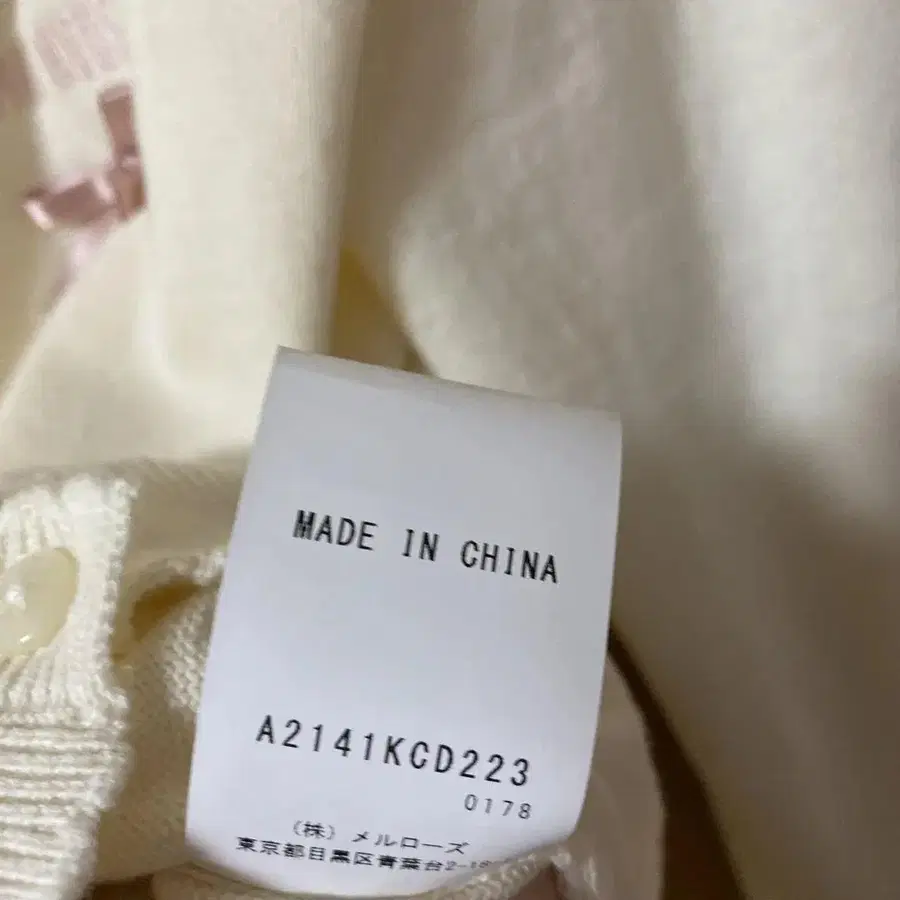 MADE IN CHINA
A2141KCD223
0178
(株) メルローズ
東京都目黒区青葉台2-